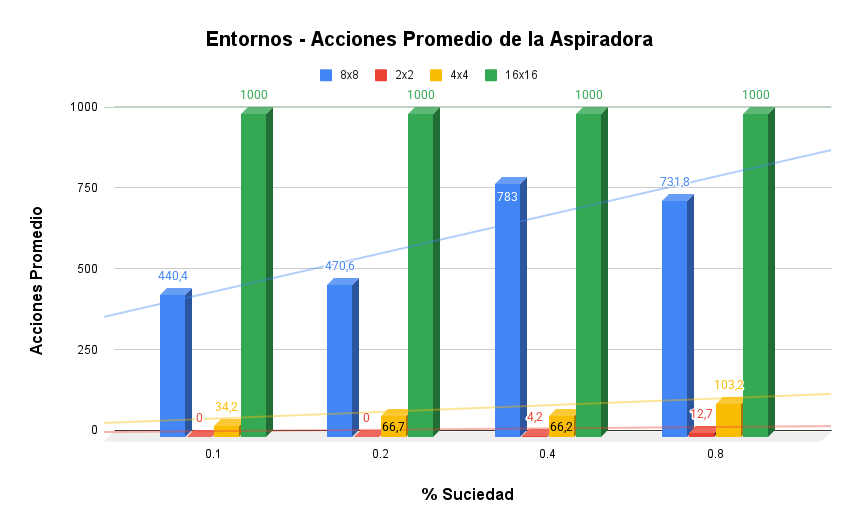 Entornos - Acciones Promedio de la Aspiradora
8x8 2x2 4x4 16x16
1000 1000 1000 1000
1000
750
500
250
0
Acciones Promedio
440,4 0 34,2
470,6 0 66,7
783 4,2 66,2
731,8 12,7 103,2
0.1 0.2 0.4 0.8
% Suciedad